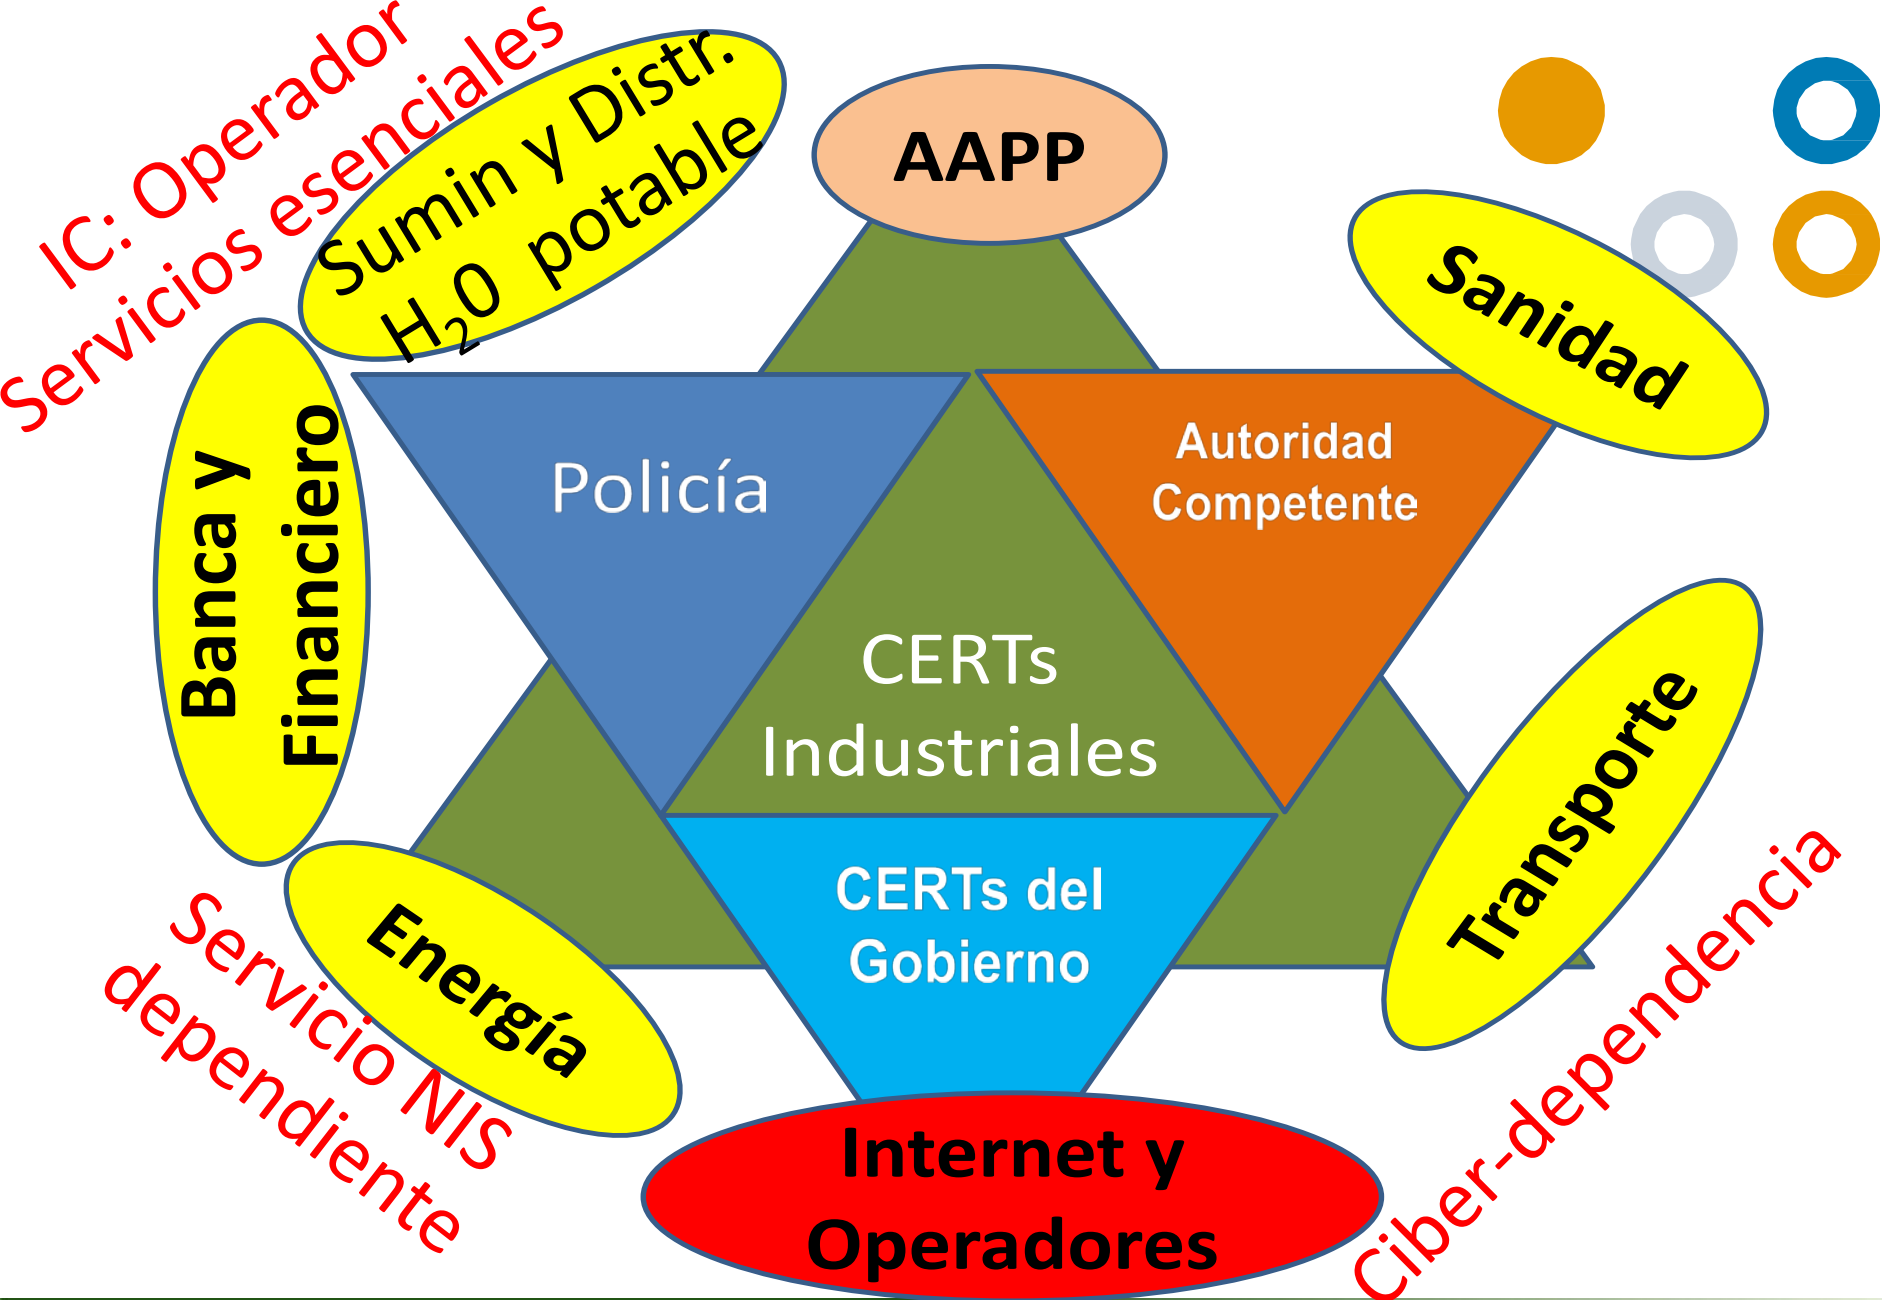 IC: Operador
Servicios esenciales
Sumin y Distr.
H₂0 potable
AAPP
Sanidad
Banca y
Financiero
Policía
Autoridad
Competente
CERTs
Industriales
Transporte
Energía
CERTs del
Gobierno
Servicio NIS
dependiente
Internet y
Operadores
Ciber-dependencia